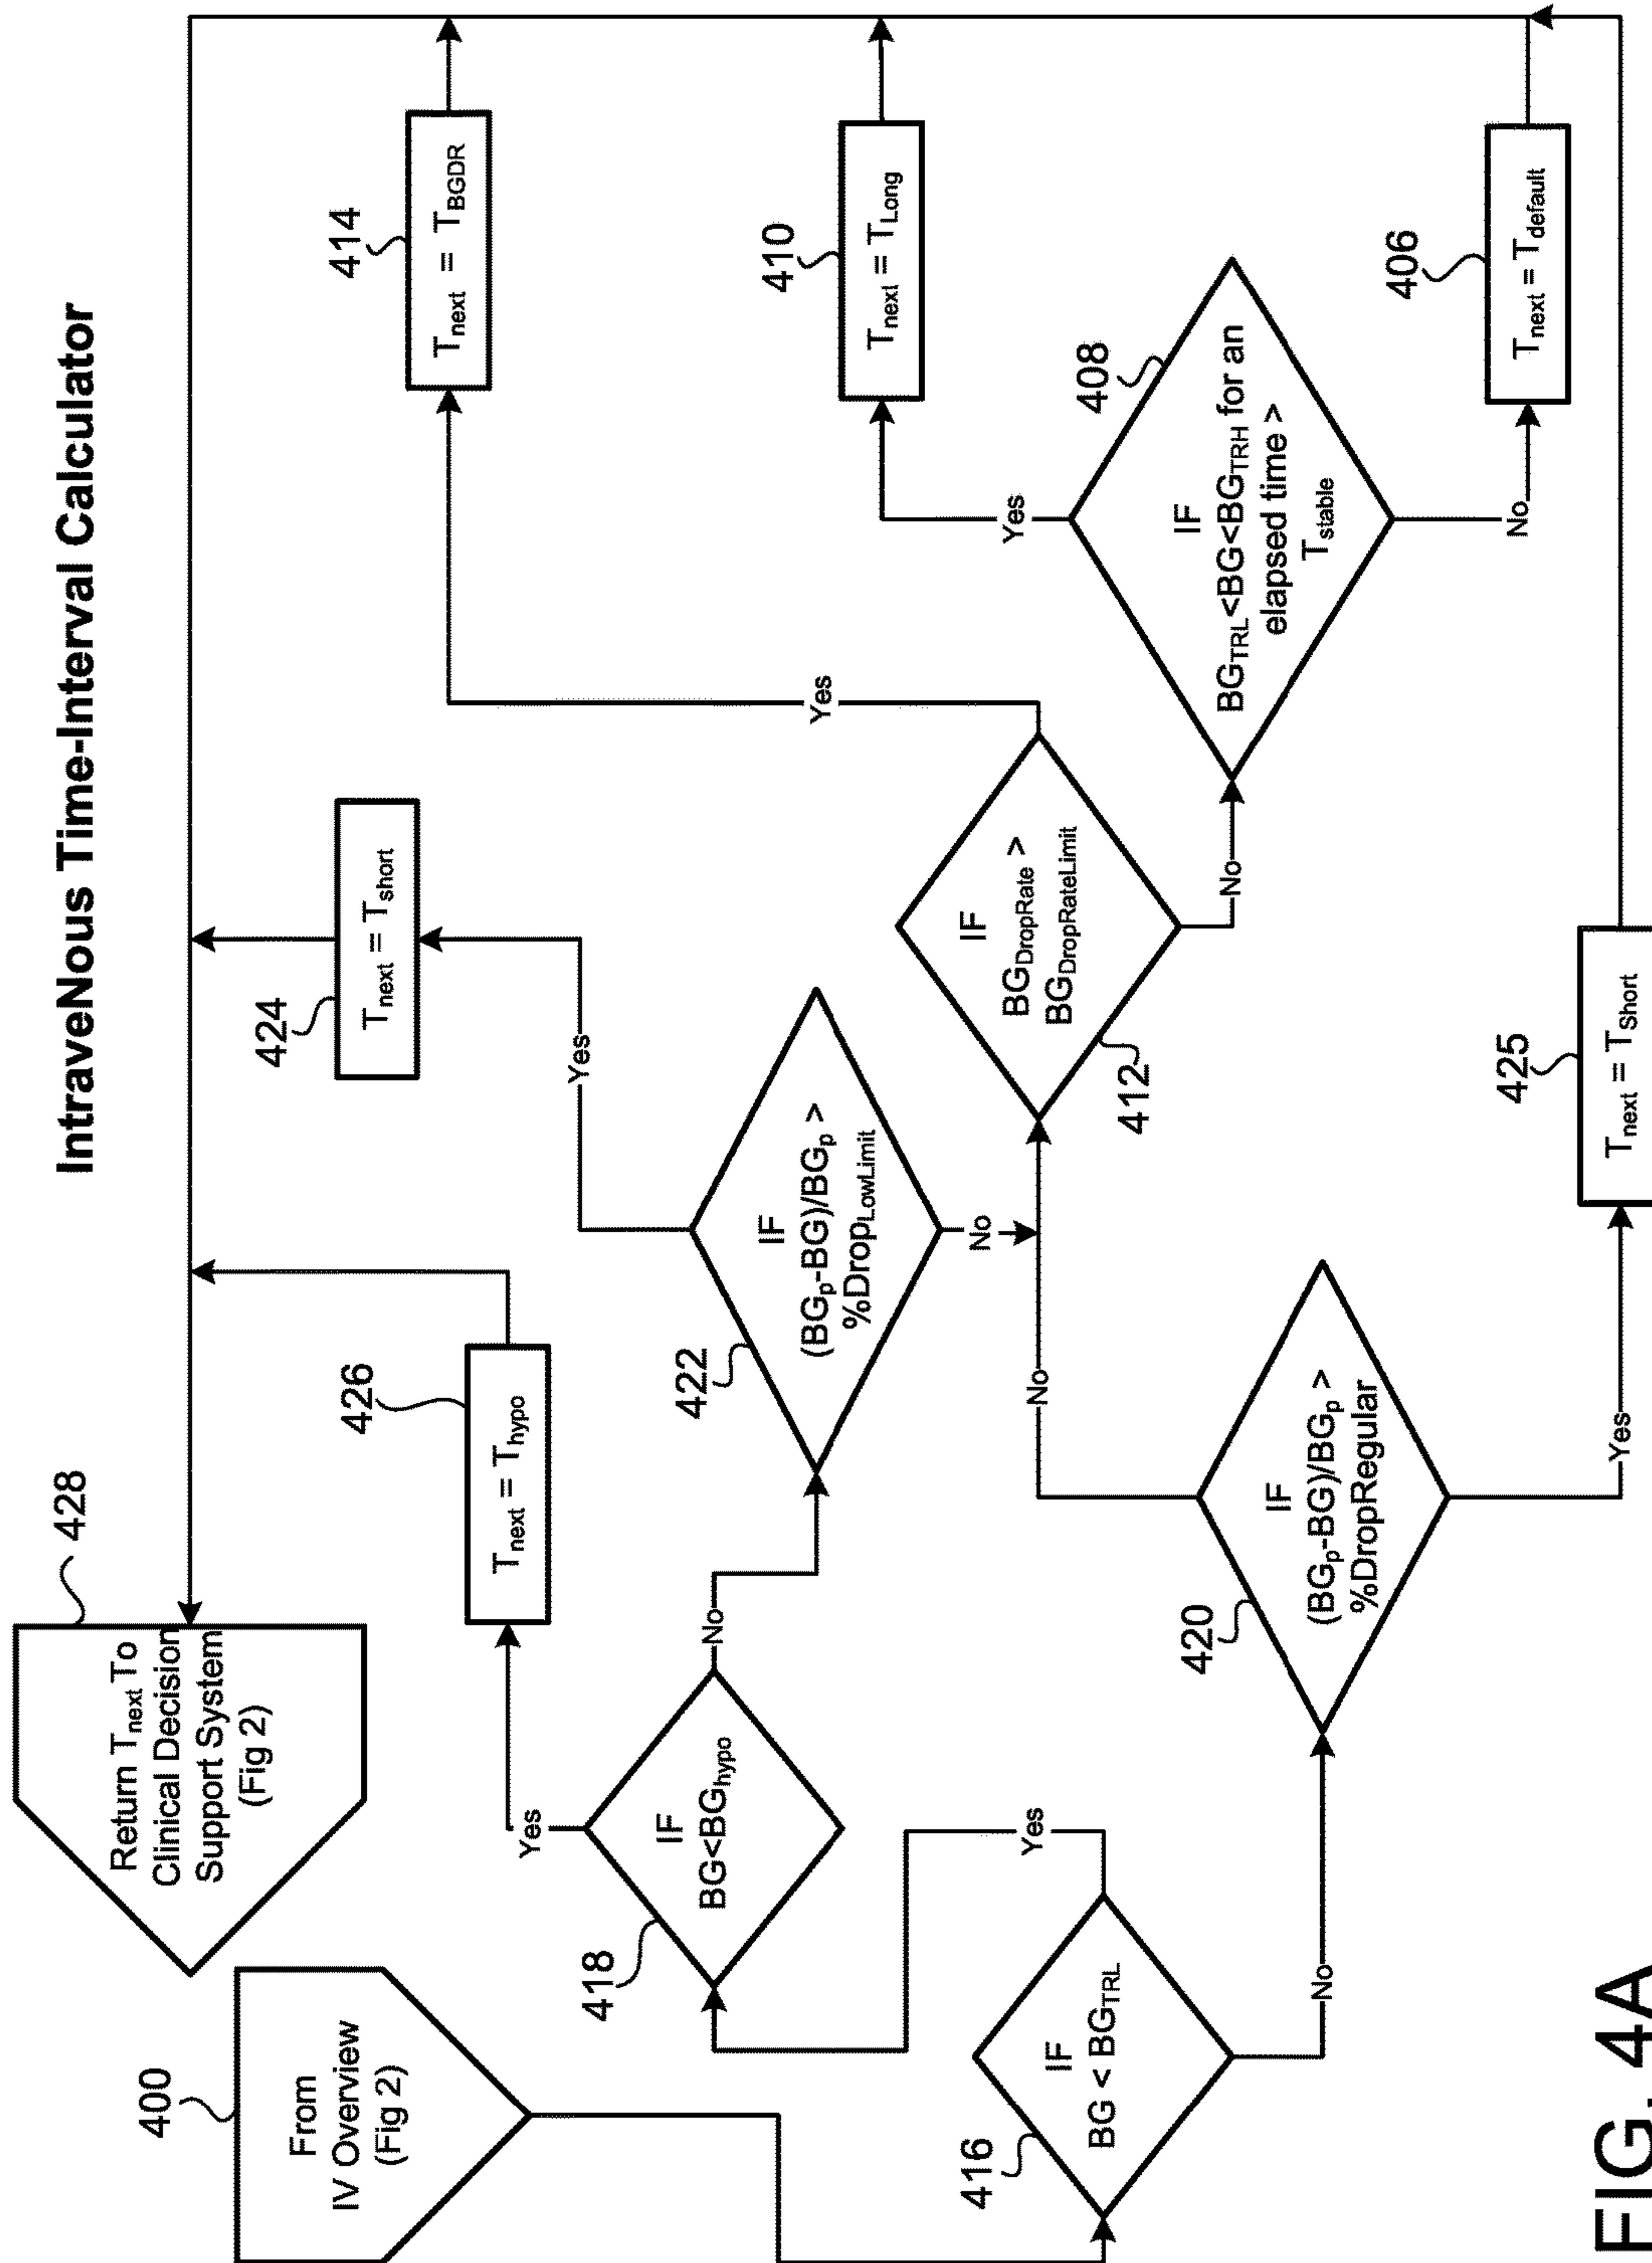 IntraveNous Time-Interval Calculator
400
From
IV Overview
(Fig 2)
428
Return Tnext To
Clinical Decision
Support System
(Fig 2)
416
IF
BG < BGTRL
Yes
No
418
IF
BG<BGhypo
Yes
No
426
Tnext = Thypo
422
IF
(BGp-BG)/BGp >
%DropLowLimit
Yes
No
424
Tnext = Tshort
420
IF
(BGp-BG)/BGp >
%DropRegular
No
Yes
425
Tnext = TShort
412
IF
BGDropRate >
BGDropRateLimit
Yes
No
414
Tnext = TBGDR
408
IF
BGTRL<BG<BGTRH for an
elapsed time >
Tstable
Yes
No
410
Tnext = TLong
406
Tnext = Tdefault
FIG. 4A